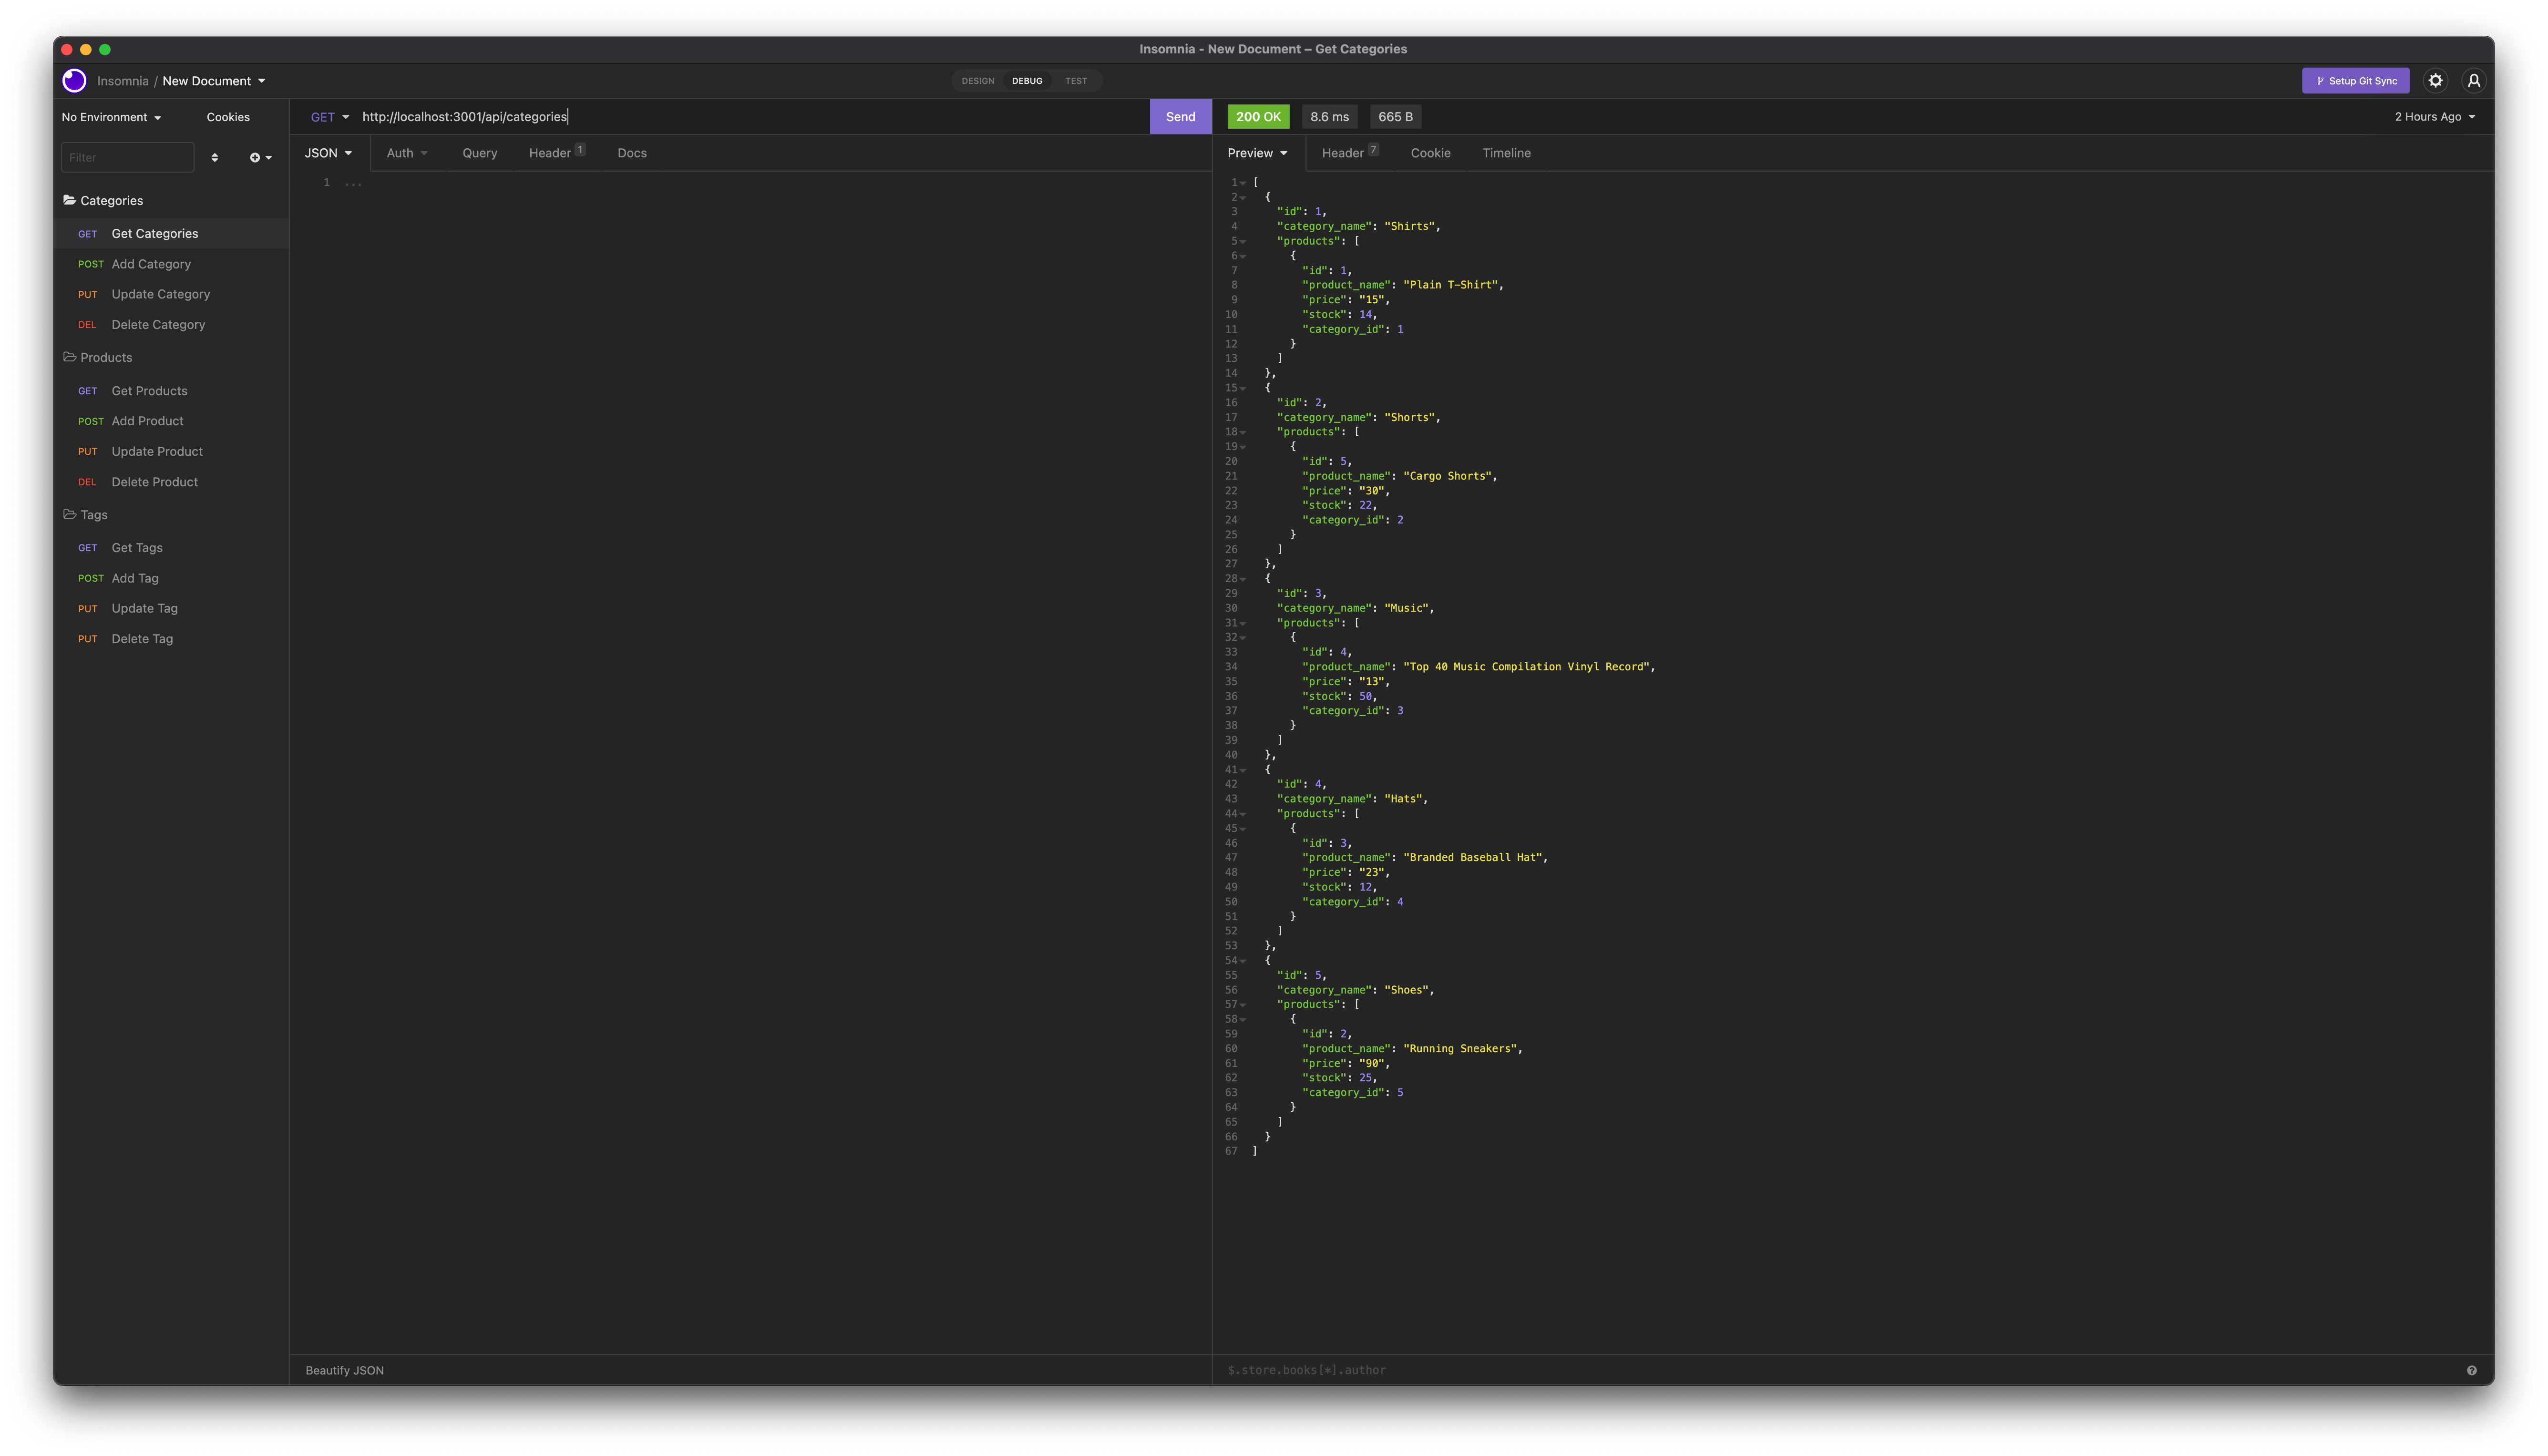 Insomnia - New Document – Get Categories
Insomnia / New Document
DESIGN DEBUG TEST
Setup Git Sync
No Environment Cookies
Filter
Categories
GET Get Categories
POST Add Category
PUT Update Category
DEL Delete Category
Products
GET Get Products
POST Add Product
PUT Update Product
DEL Delete Product
Tags
GET Get Tags
POST Add Tag
PUT Update Tag
PUT Delete Tag
GET http://localhost:3001/api/categories Send
JSON Auth Query Header 1 Docs
1 ...
Beautify JSON
200 OK 8.6 ms 665 B 2 Hours Ago
Preview Header 7 Cookie Timeline
1 [
2 {
3 "id": 1,
4 "category_name": "Shirts",
5 "products": [
6 {
7 "id": 1,
8 "product_name": "Plain T-Shirt",
9 "price": "15",
10 "stock": 14,
11 "category_id": 1
12 }
13 ]
14 },
15 {
16 "id": 2,
17 "category_name": "Shorts",
18 "products": [
19 {
20 "id": 5,
21 "product_name": "Cargo Shorts",
22 "price": "30",
23 "stock": 22,
24 "category_id": 2
25 }
26 ]
27 },
28 {
29 "id": 3,
30 "category_name": "Music",
31 "products": [
32 {
33 "id": 4,
34 "product_name": "Top 40 Music Compilation Vinyl Record",
35 "price": "13",
36 "stock": 50,
37 "category_id": 3
38 }
39 ]
40 },
41 {
42 "id": 4,
43 "category_name": "Hats",
44 "products": [
45 {
46 "id": 3,
47 "product_name": "Branded Baseball Hat",
48 "price": "23",
49 "stock": 12,
50 "category_id": 4
51 }
52 ]
53 },
54 {
55 "id": 5,
56 "category_name": "Shoes",
57 "products": [
58 {
59 "id": 2,
60 "product_name": "Running Sneakers",
61 "price": "90",
62 "stock": 25,
63 "category_id": 5
64 }
65 ]
66 }
67 ]
$.store.books[*].author